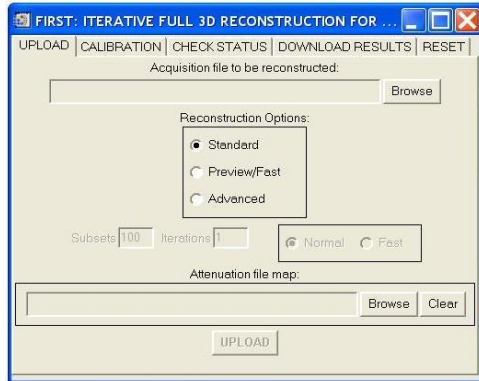 FIRST: ITERATIVE FULL 3D RECONSTRUCTION FOR ...
UPLOAD CALIBRATION CHECK STATUS DOWNLOAD RESULTS RESET
Acquisition file to be reconstructed:
Browse
Reconstruction Options:
Standard
Preview/Fast
Advanced
Subsets 100 Iterations 1 Normal Fast
Attenuation file map:
Browse Clear
UPLOAD